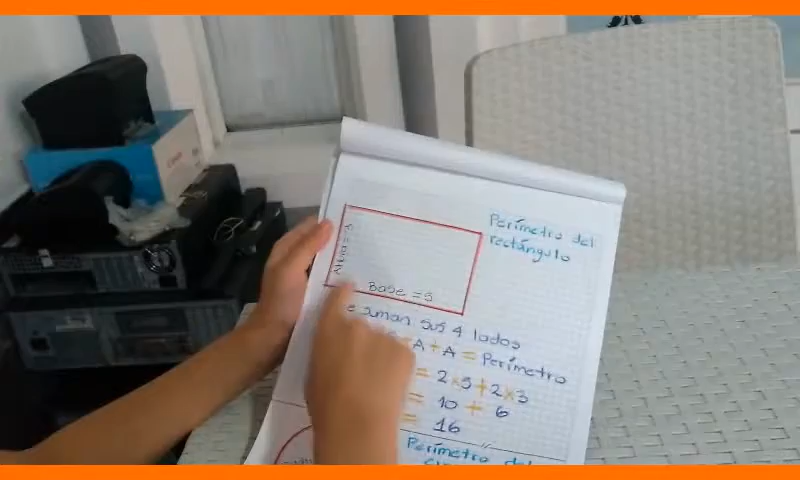 Perímetro del
rectángulo
Altura = 3
Base = 5
e suman sus 4 lados
= A + A = Perímetro
= 2 x 5 + 2 x 3
= 10 + 6
= 16
Perímetro del